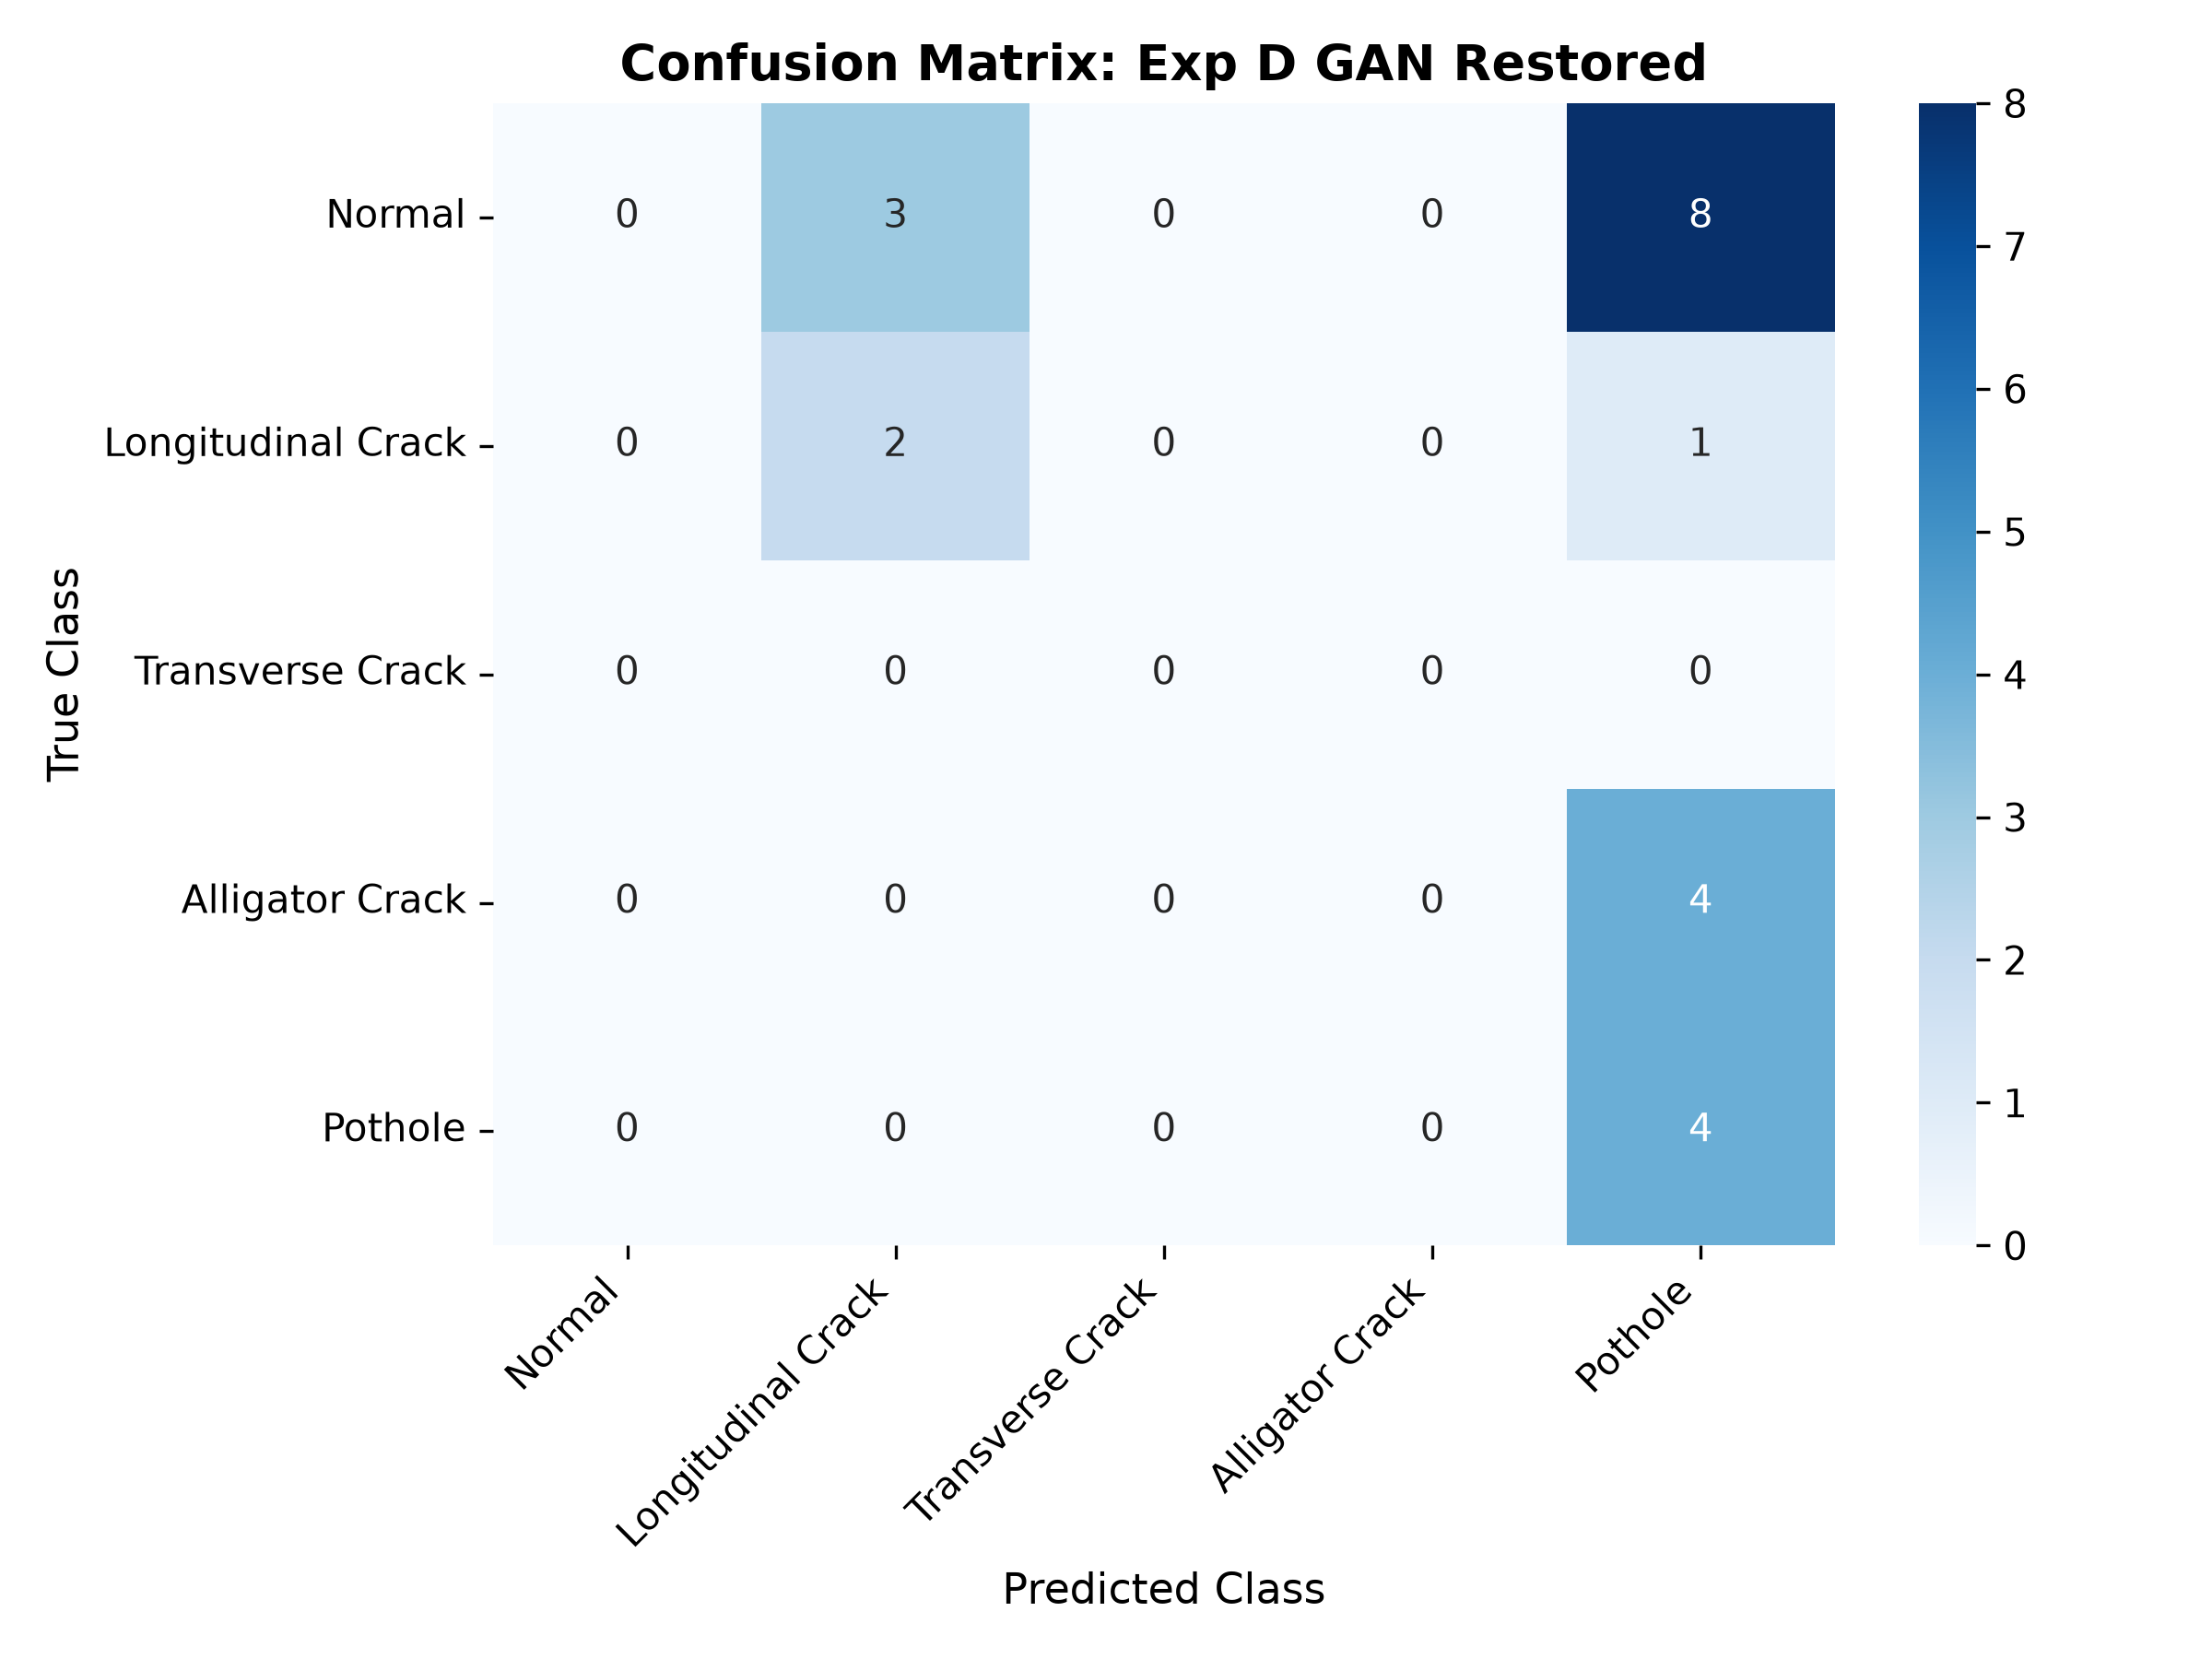 Confusion Matrix: Exp D GAN Restored
Normal 0 3 0 0 8
Longitudinal Crack 0 2 0 0 1
Transverse Crack 0 0 0 0 0
Alligator Crack 0 0 0 0 4
Pothole 0 0 0 0 4
True Class
Normal
Longitudinal Crack
Transverse Crack
Alligator Crack
Pothole
Predicted Class
8
7
6
5
4
3
2
1
0